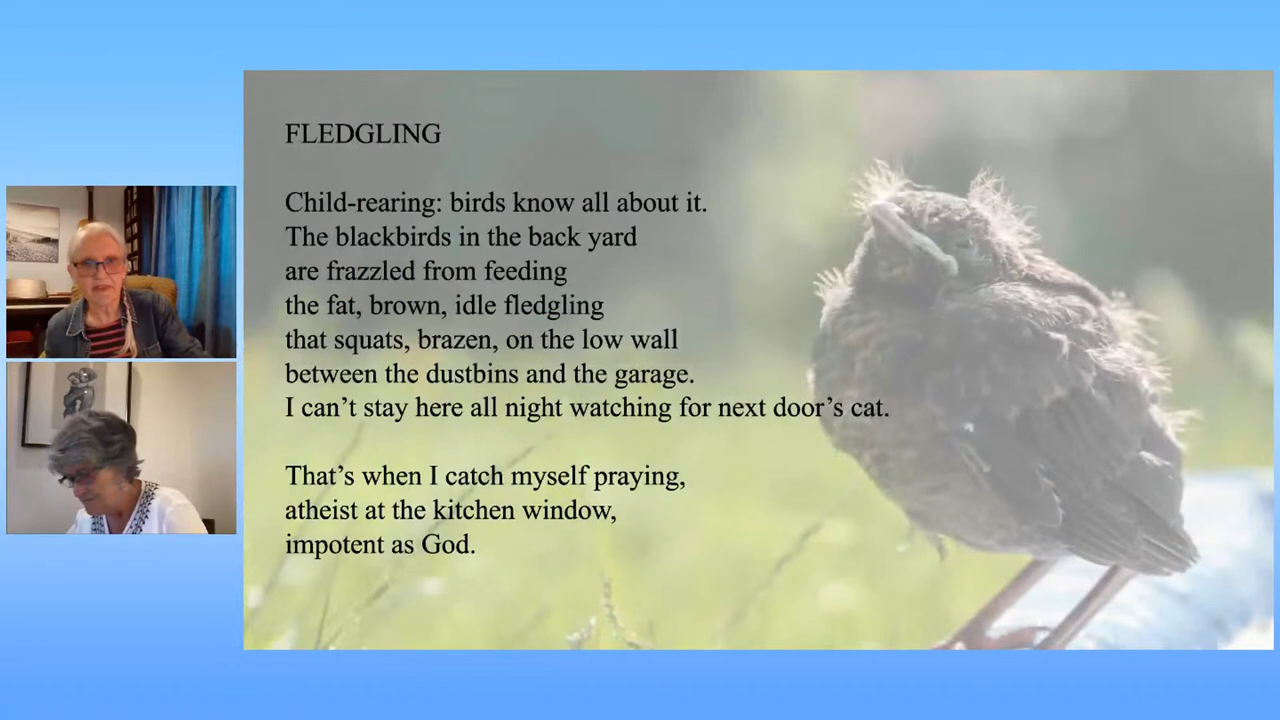 FLEDGLING
Child-rearing: birds know all about it.
The blackbirds in the back yard
are frazzled from feeding
the fat, brown, idle fledgling
that squats, brazen, on the low wall
between the dustbins and the garage.
I can’t stay here all night watching for next door’s cat.
That’s when I catch myself praying,
atheist at the kitchen window,
impotent as God.